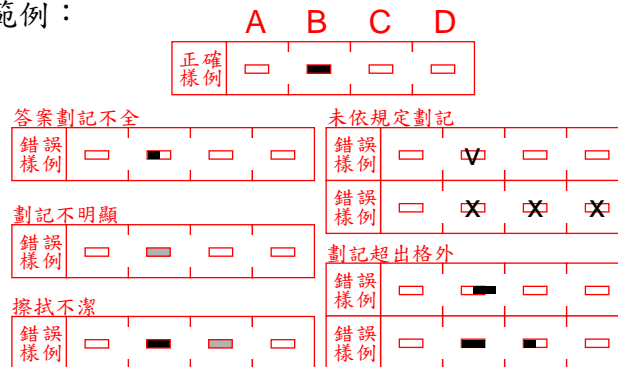 範例：
A B C D
正確
樣例
答案劃記不全
錯誤
樣例
劃記不明顯
錯誤
樣例
擦拭不潔
錯誤
樣例
未依規定劃記
錯誤
樣例
V
錯誤
樣例
X X X
劃記超出格外
錯誤
樣例
錯誤
樣例